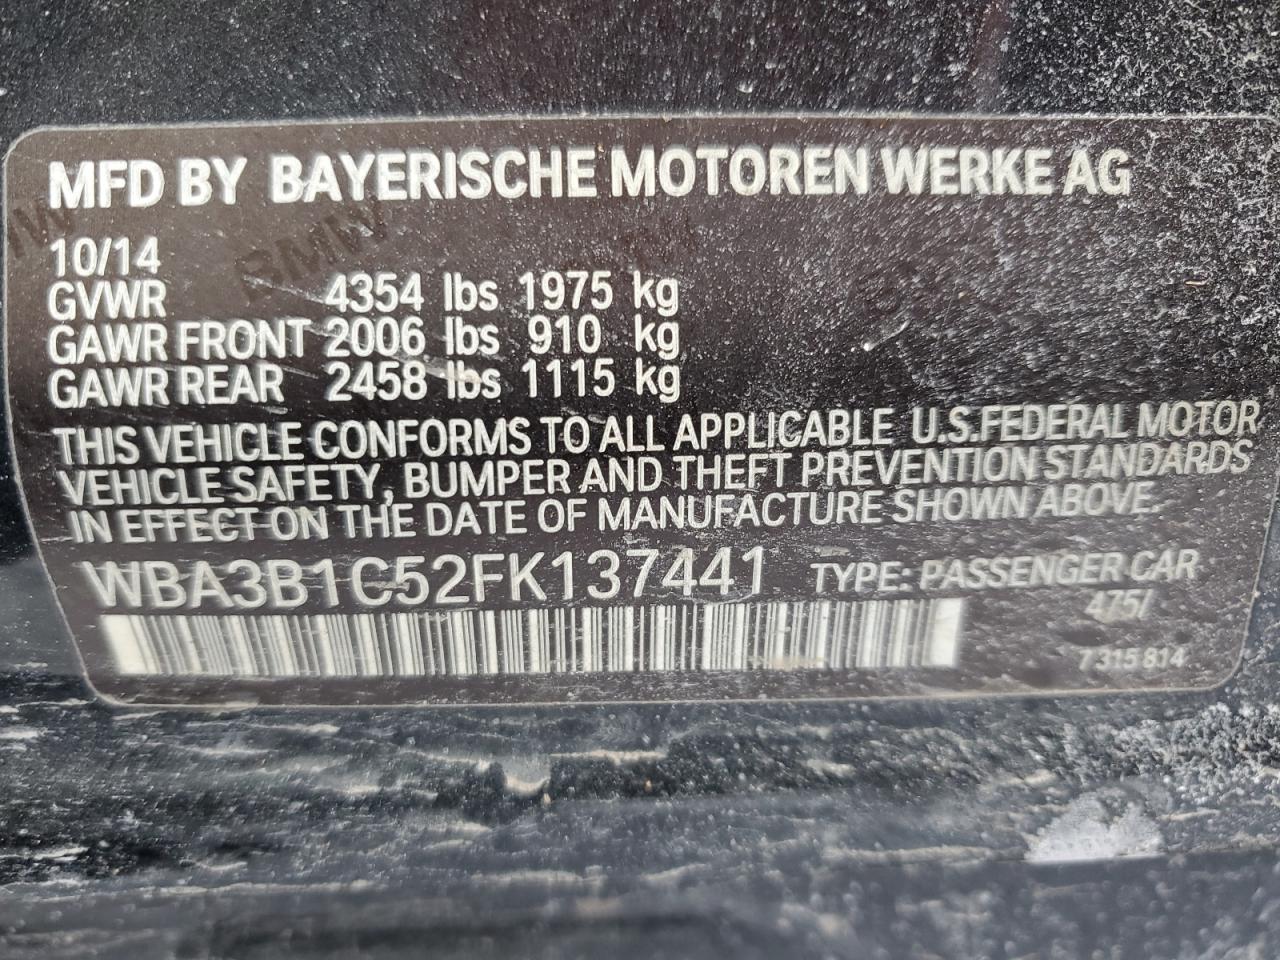 MFD BY BAYERISCHE MOTOREN WERKE AG
10/14
GVWR 4354 lbs 1975 kg
GAWR FRONT 2006 lbs 910 kg
GAWR REAR 2458 lbs 1115 kg
THIS VEHICLE CONFORMS TO ALL APPLICABLE U.S.FEDERAL MOTOR
VEHICLE SAFETY, BUMPER AND THEFT PREVENTION STANDARDS
IN EFFECT ON THE DATE OF MANUFACTURE SHOWN ABOVE.
WBA3B1C52FK137441 TYPE: PASSENGER CAR
475/
7 315 814
BMW